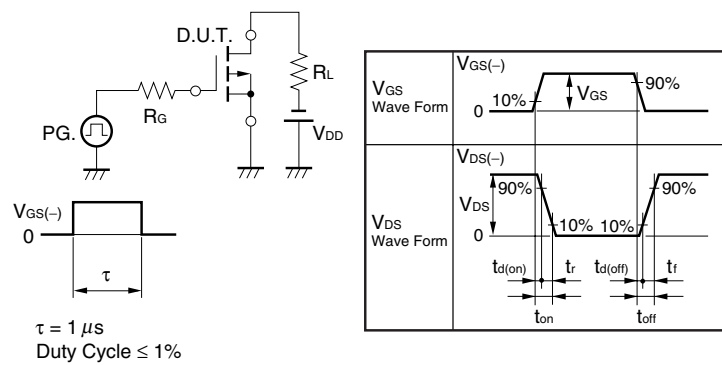 D.U.T.
RG
RL
PG.
VDD
VGS(−)
0
τ
τ = 1 μs
Duty Cycle ≤ 1%
VGS
Wave Form
VGS(−)
10%
0
VGS
90%
VDS
Wave Form
VDS(−)
90%
VDS
0
10%
10%
90%
td(on)
tr
td(off)
tf
ton
toff